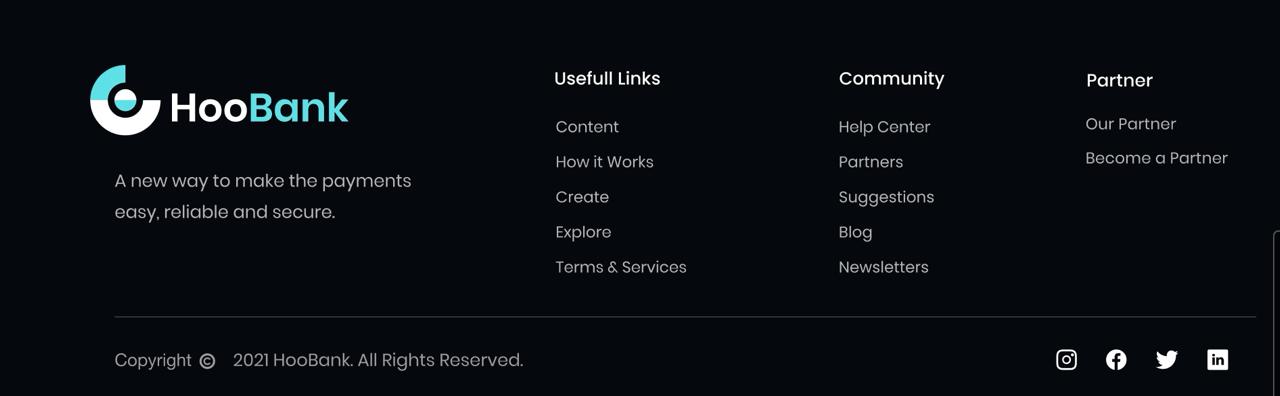 HooBank
A new way to make the payments
easy, reliable and secure.
Usefull Links
Content
How it Works
Create
Explore
Terms & Services
Community
Help Center
Partners
Suggestions
Blog
Newsletters
Partner
Our Partner
Become a Partner
Copyright © 2021 HooBank. All Rights Reserved.